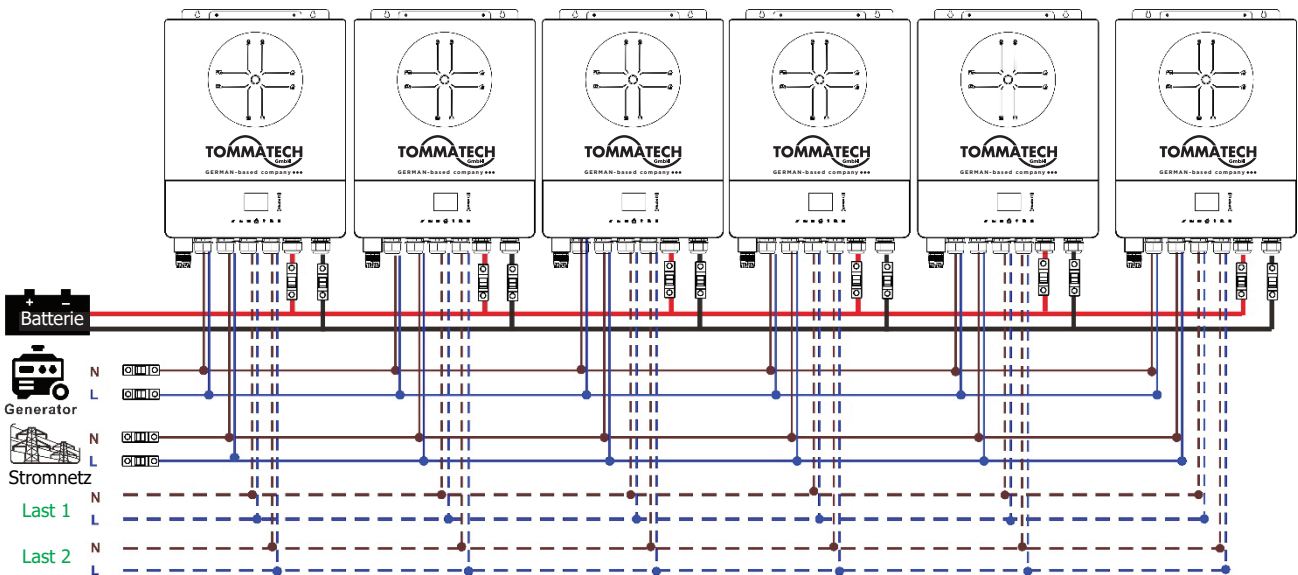 TOMMATECH TOMMATECH TOMMATECH TOMMATECH TOMMATECH TOMMATECH
GmbH GmbH GmbH GmbH GmbH GmbH
GERMAN-based company GERMAN-based company GERMAN-based company GERMAN-based company GERMAN-based company GERMAN-based company
+ −
Batterie
N
L
Generator
N
L
Stromnetz
N
Last 1
L
N
Last 2
L